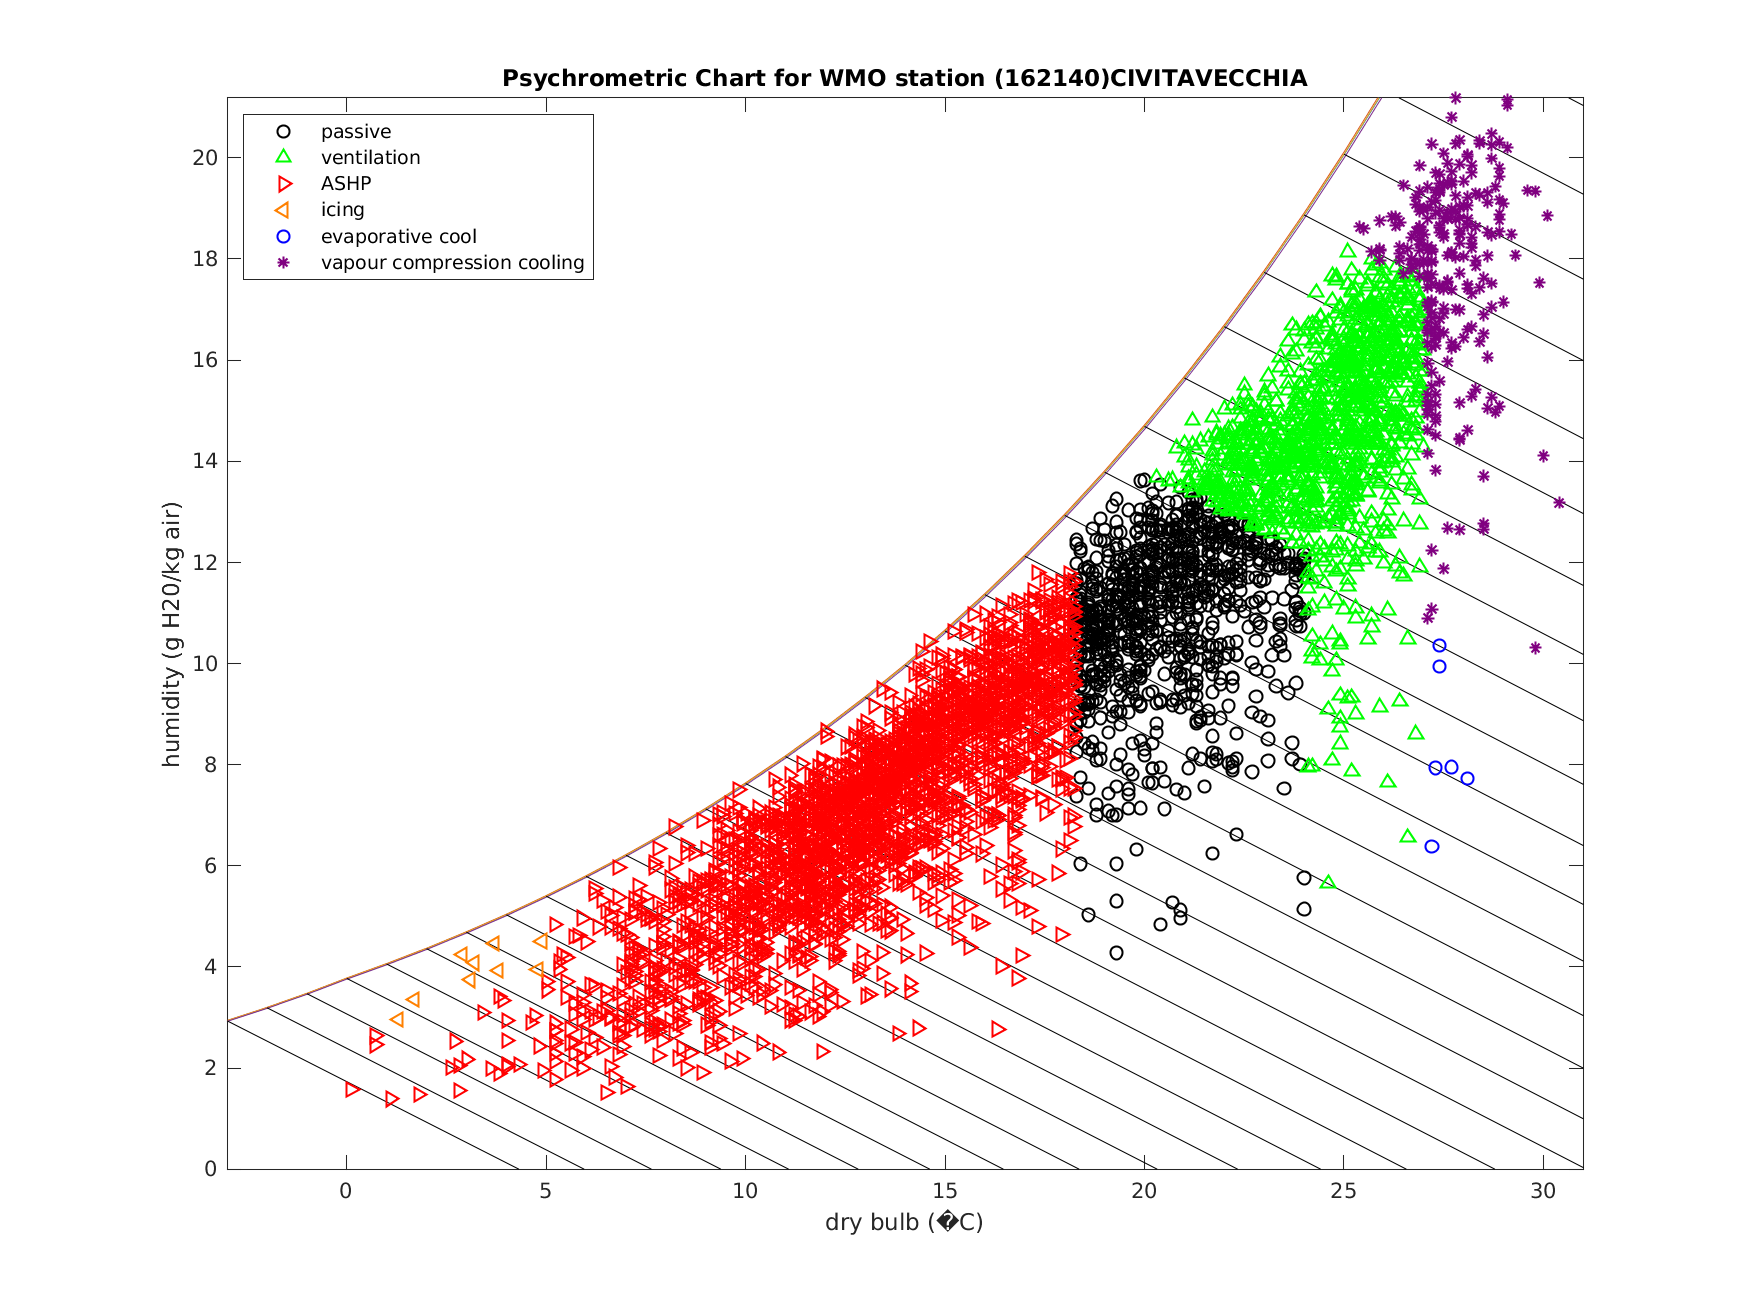 Psychrometric Chart for WMO station (162140)CIVITAVECCHIA
passive
ventilation
ASHP
icing
evaporative cool
vapour compression cooling
humidity (g H20/kg air)
20
18
16
14
12
10
8
6
4
2
0
0 5 10 15 20 25 30
dry bulb (�C)